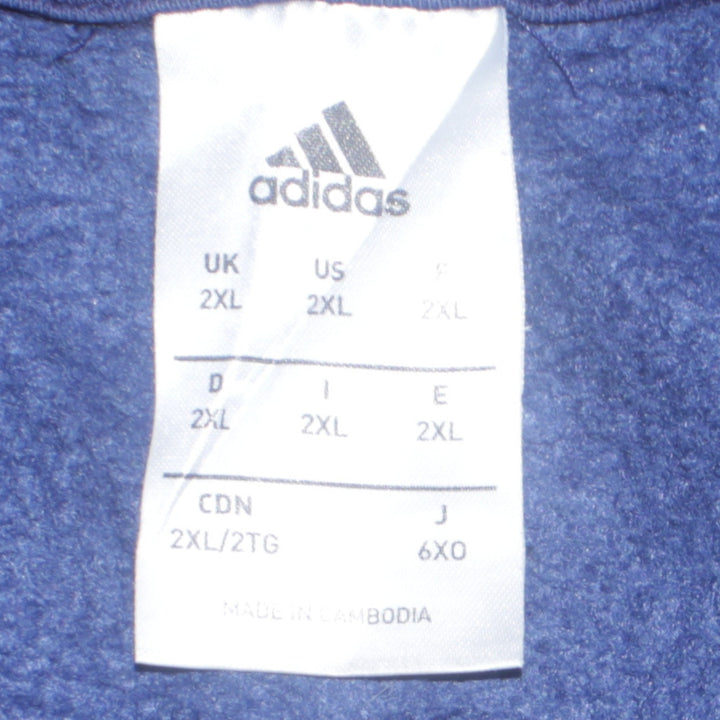 adidas
UK US F
2XL 2XL 2XL
D I E
2XL 2XL 2XL
CDN J
2XL/2TG 6XO
MADE IN CAMBODIA